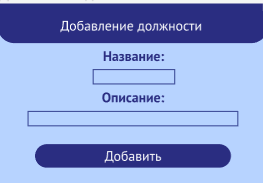 Добавление должности
Название:
Описание:
Добавить